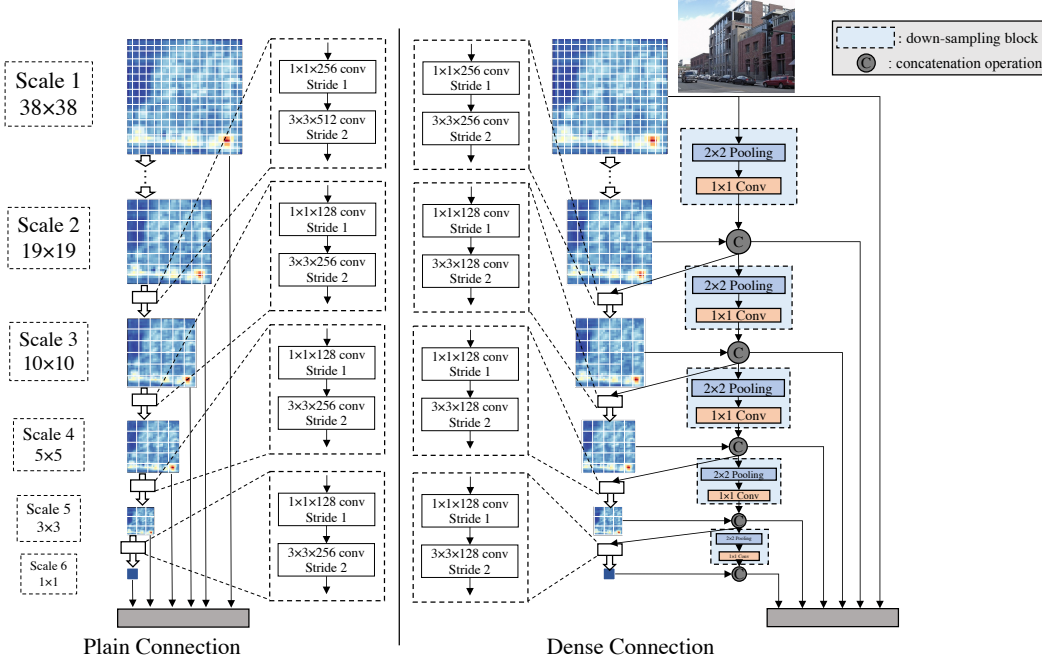 Scale 1
38×38
Scale 2
19×19
Scale 3
10×10
Scale 4
5×5
Scale 5
3×3
Scale 6
1×1
1×1×256 conv
Stride 1
3×3×512 conv
Stride 2
1×1×128 conv
Stride 1
3×3×256 conv
Stride 2
1×1×128 conv
Stride 1
3×3×256 conv
Stride 2
1×1×128 conv
Stride 1
3×3×256 conv
Stride 2
Plain Connection
1×1×256 conv
Stride 1
3×3×256 conv
Stride 2
1×1×128 conv
Stride 1
3×3×128 conv
Stride 2
1×1×128 conv
Stride 1
3×3×128 conv
Stride 2
1×1×128 conv
Stride 1
3×3×128 conv
Stride 2
2×2 Pooling
1×1 Conv
C
2×2 Pooling
1×1 Conv
C
2×2 Pooling
1×1 Conv
C
2×2 Pooling
1×1 Conv
C
2×2 Pooling
1×1 Conv
C
Dense Connection
: down-sampling block
C : concatenation operation